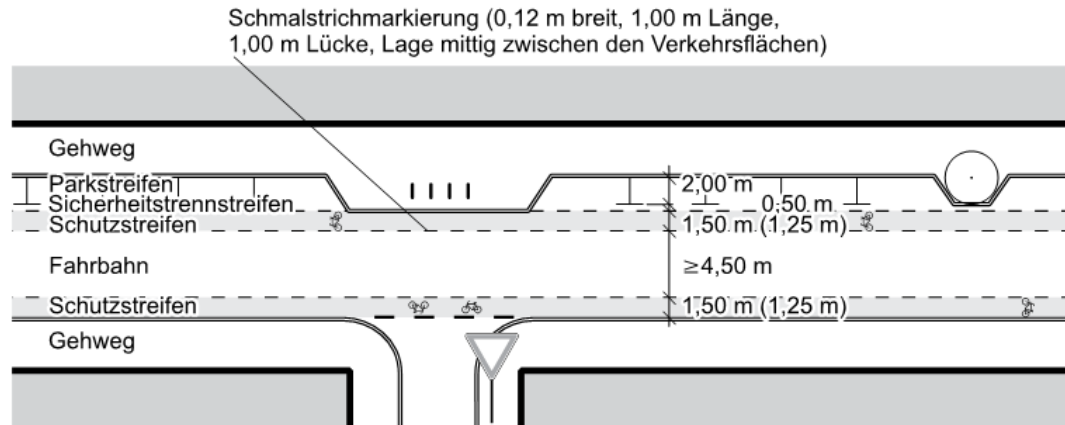 Schmalstrichmarkierung (0,12 m breit, 1,00 m Länge,
1,00 m Lücke, Lage mittig zwischen den Verkehrsflächen)
Gehweg
Parkstreifen
2,00 m
Sicherheitstrennstreifen
0,50 m
Schutzstreifen
1,50 m (1,25 m)
Fahrbahn
≥4,50 m
Schutzstreifen
1,50 m (1,25 m)
Gehweg